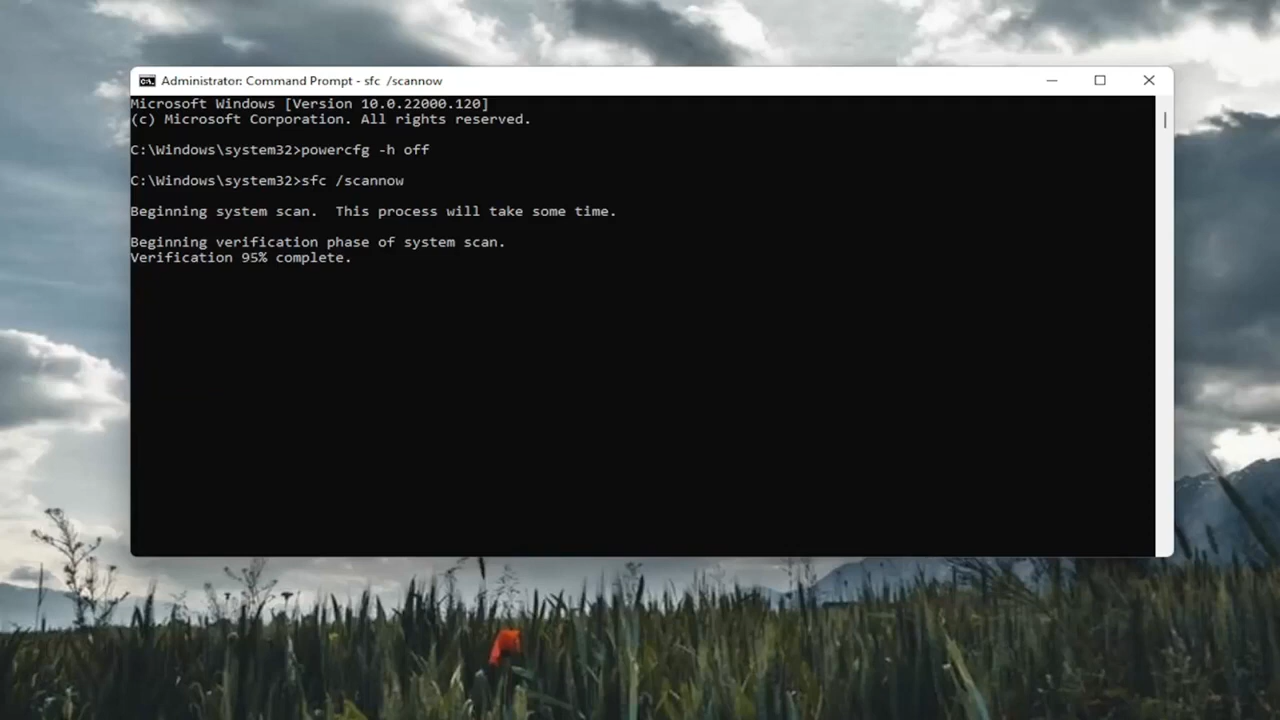 Administrator: Command Prompt - sfc  /scannow
Microsoft Windows [Version 10.0.22000.120]
(c) Microsoft Corporation. All rights reserved.
C:\Windows\system32>powercfg -h off
C:\Windows\system32>sfc /scannow
Beginning system scan.  This process will take some time.
Beginning verification phase of system scan.
Verification 95% complete.